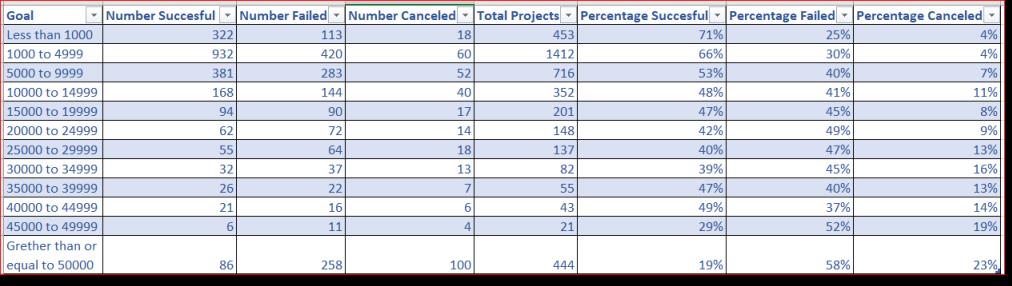 Goal Number Succesful Number Failed Number Canceled Total Projects Percentage Succesful Percentage Failed Percentage Canceled
Less than 1000 322 113 18 453 71% 25% 4%
1000 to 4999 932 420 60 1412 66% 30% 4%
5000 to 9999 381 283 52 716 53% 40% 7%
10000 to 14999 168 144 40 352 48% 41% 11%
15000 to 19999 94 90 17 201 47% 45% 8%
20000 to 24999 62 72 14 148 42% 49% 9%
25000 to 29999 55 64 18 137 40% 47% 13%
30000 to 34999 32 37 13 82 39% 45% 16%
35000 to 39999 26 22 7 55 47% 40% 13%
40000 to 44999 21 16 6 43 49% 37% 14%
45000 to 49999 6 11 4 21 29% 52% 19%
Grether than or
equal to 50000 86 258 100 444 19% 58% 23%